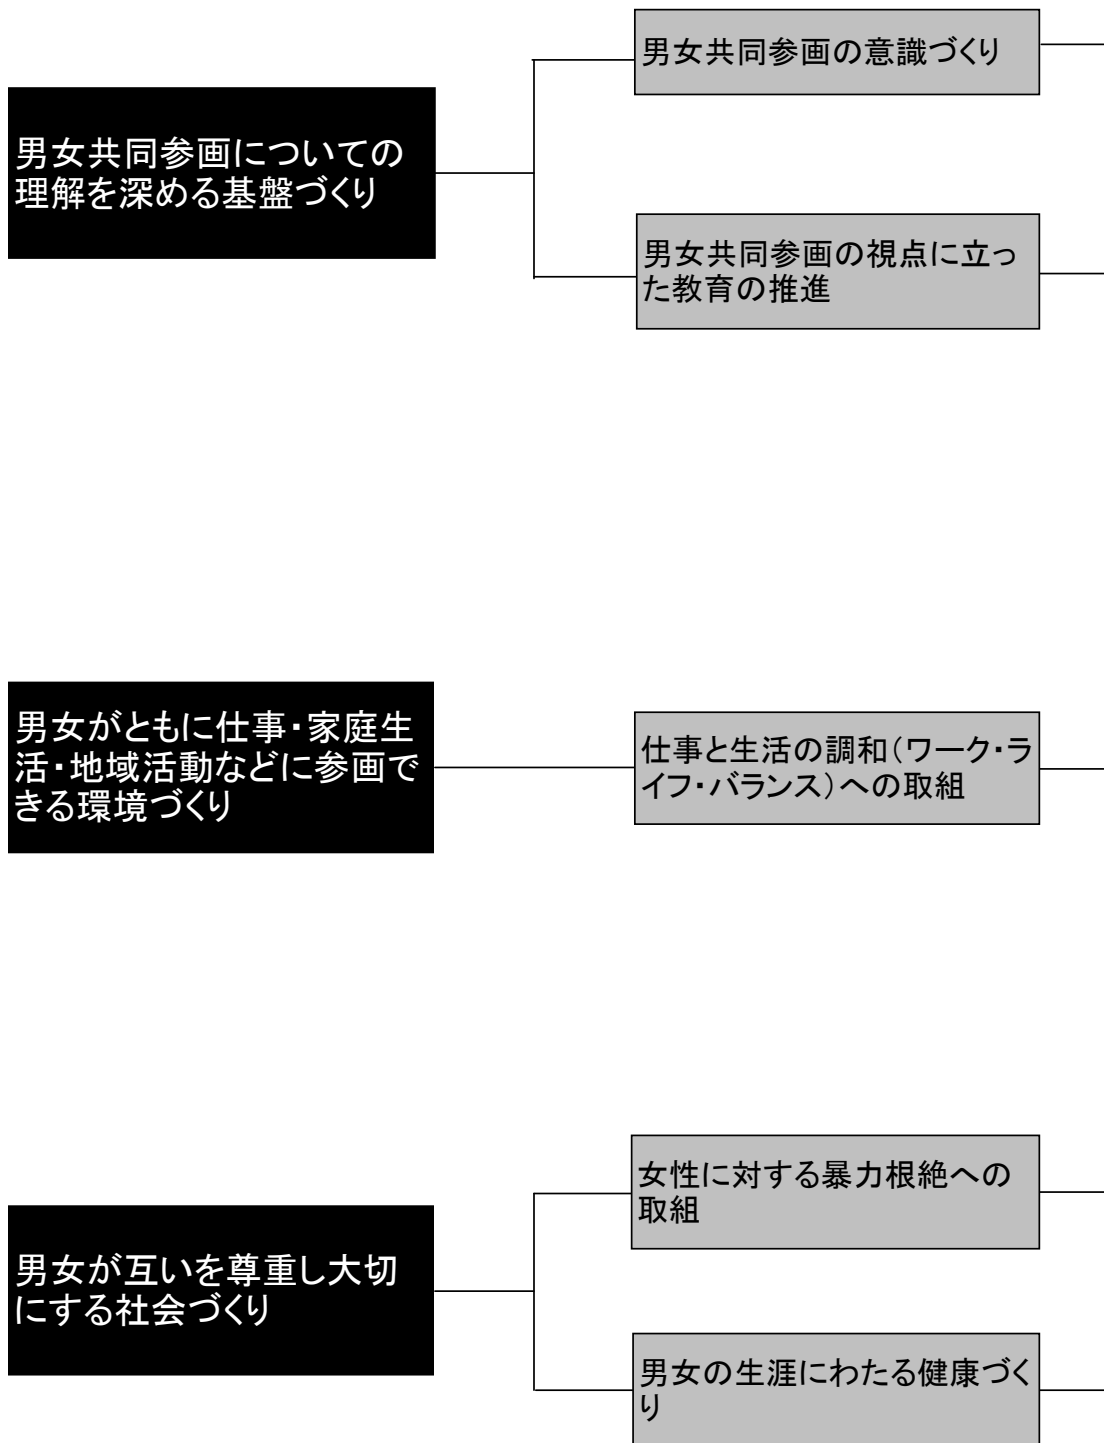 男女共同参画の意識づくり
男女共同参画についての
理解を深める基盤づくり
男女共同参画の視点に立っ
た教育の推進
男女がともに仕事・家庭生
活・地域活動などに参画で
きる環境づくり
仕事と生活の調和（ワーク・ラ
イフ・バランス）への取組
女性に対する暴力根絶への
取組
男女が互いを尊重し大切
にする社会づくり
男女の生涯にわたる健康づく
り